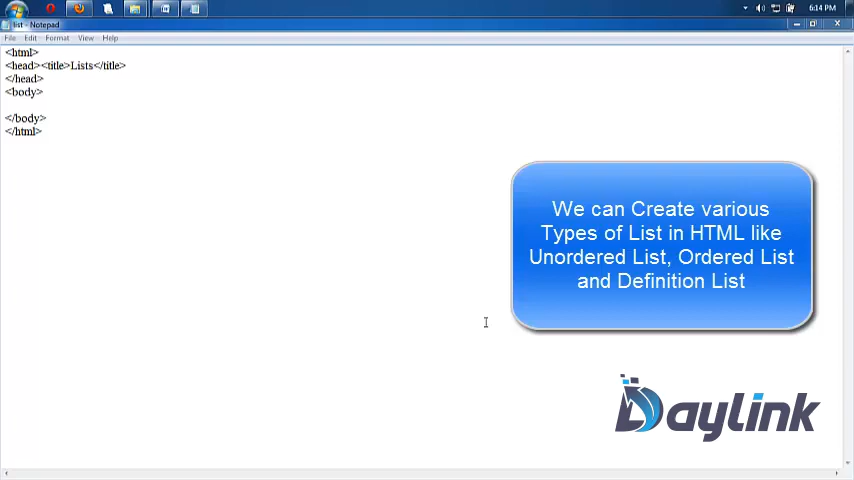 6:14 PM
list - Notepad
File Edit Format View Help
<html>
<head><title>Lists</title>
</head>
<body>
</body>
</html>
We can Create various
Types of List in HTML like
Unordered List, Ordered List
and Definition List
Daylink